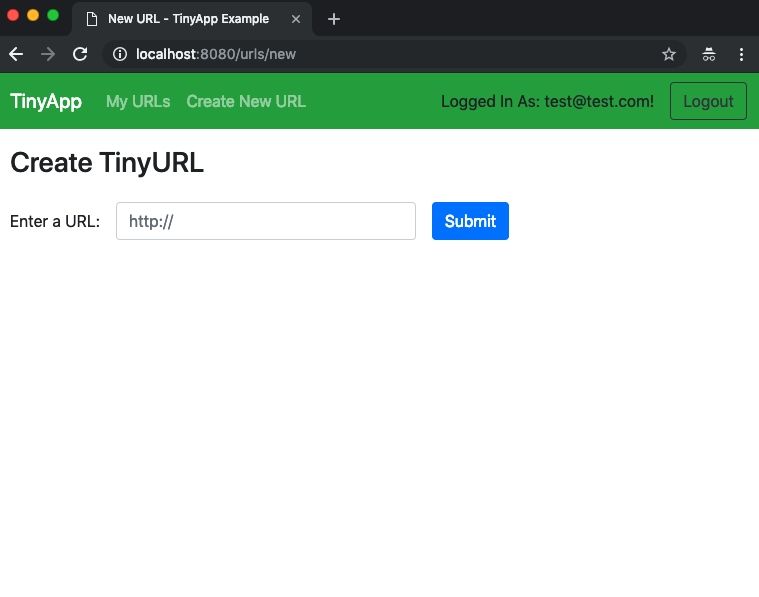 New URL - TinyApp Example
localhost:8080/urls/new
TinyApp My URLs Create New URL Logged In As: test@test.com! Logout
Create TinyURL
Enter a URL: http:// Submit